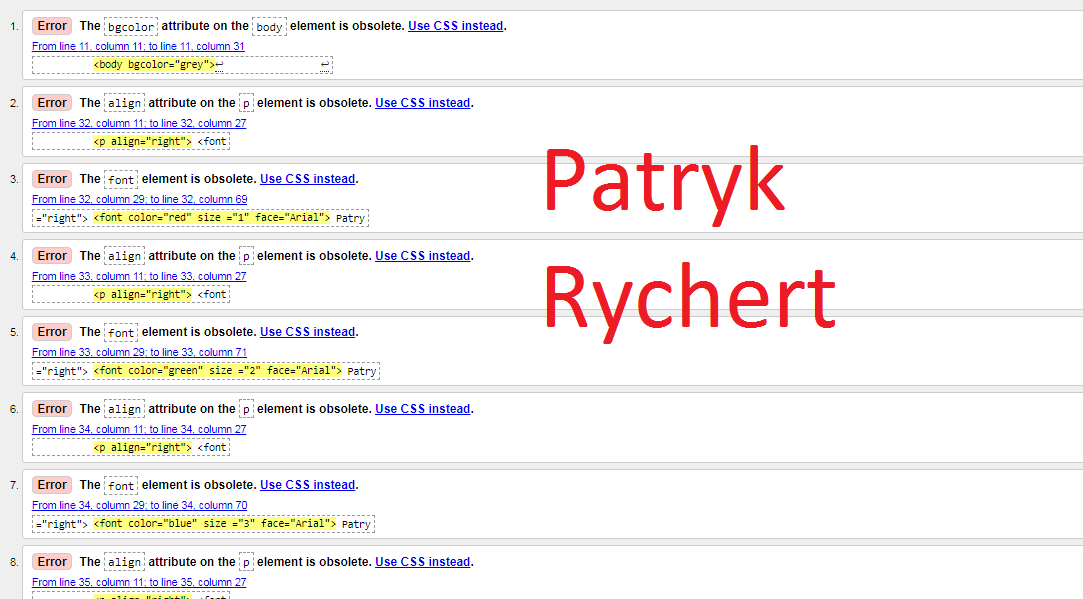 1. Error The bgcolor attribute on the body element is obsolete. Use CSS instead.
From line 11, column 11; to line 11, column 31
<body bgcolor="grey">↩ ↩
2. Error The align attribute on the p element is obsolete. Use CSS instead.
From line 32, column 11; to line 32, column 27
<p align="right"> <font
3. Error The font element is obsolete. Use CSS instead.
From line 32, column 29; to line 32, column 69
="right"> <font color="red" size ="1" face="Arial"> Patry
Patryk
4. Error The align attribute on the p element is obsolete. Use CSS instead.
From line 33, column 11; to line 33, column 27
<p align="right"> <font
Rychert
5. Error The font element is obsolete. Use CSS instead.
From line 33, column 29; to line 33, column 71
="right"> <font color="green" size ="2" face="Arial"> Patry
6. Error The align attribute on the p element is obsolete. Use CSS instead.
From line 34, column 11; to line 34, column 27
<p align="right"> <font
7. Error The font element is obsolete. Use CSS instead.
From line 34, column 29; to line 34, column 70
="right"> <font color="blue" size ="3" face="Arial"> Patry
8. Error The align attribute on the p element is obsolete. Use CSS instead.
From line 35, column 11; to line 35, column 27
<p align="right"> <font